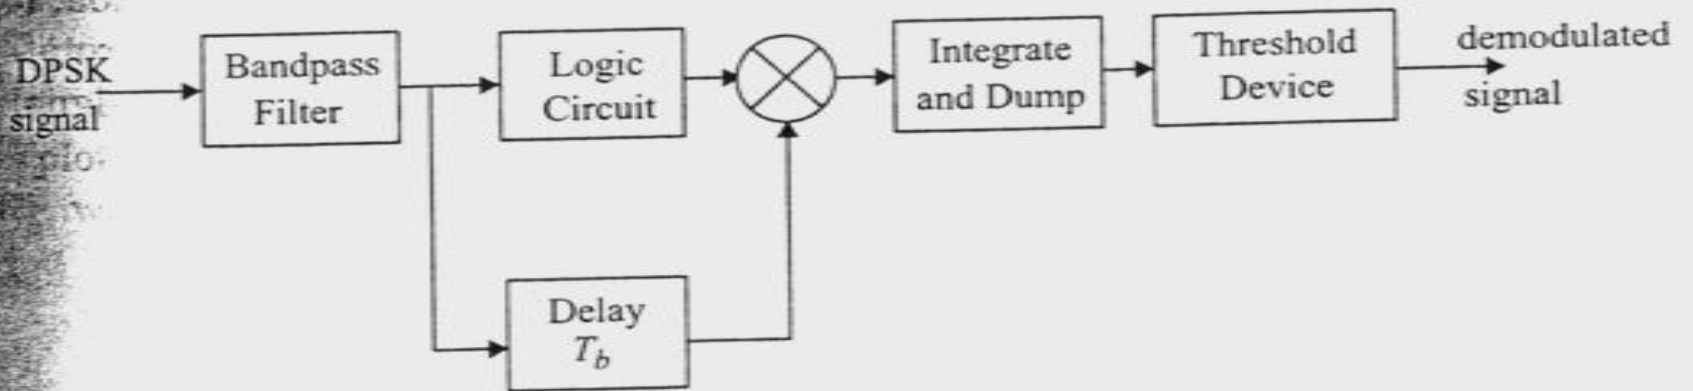 DPSK
signal
Bandpass
Filter
Logic
Circuit
Integrate
and Dump
Threshold
Device
demodulated
signal
Delay
T_b